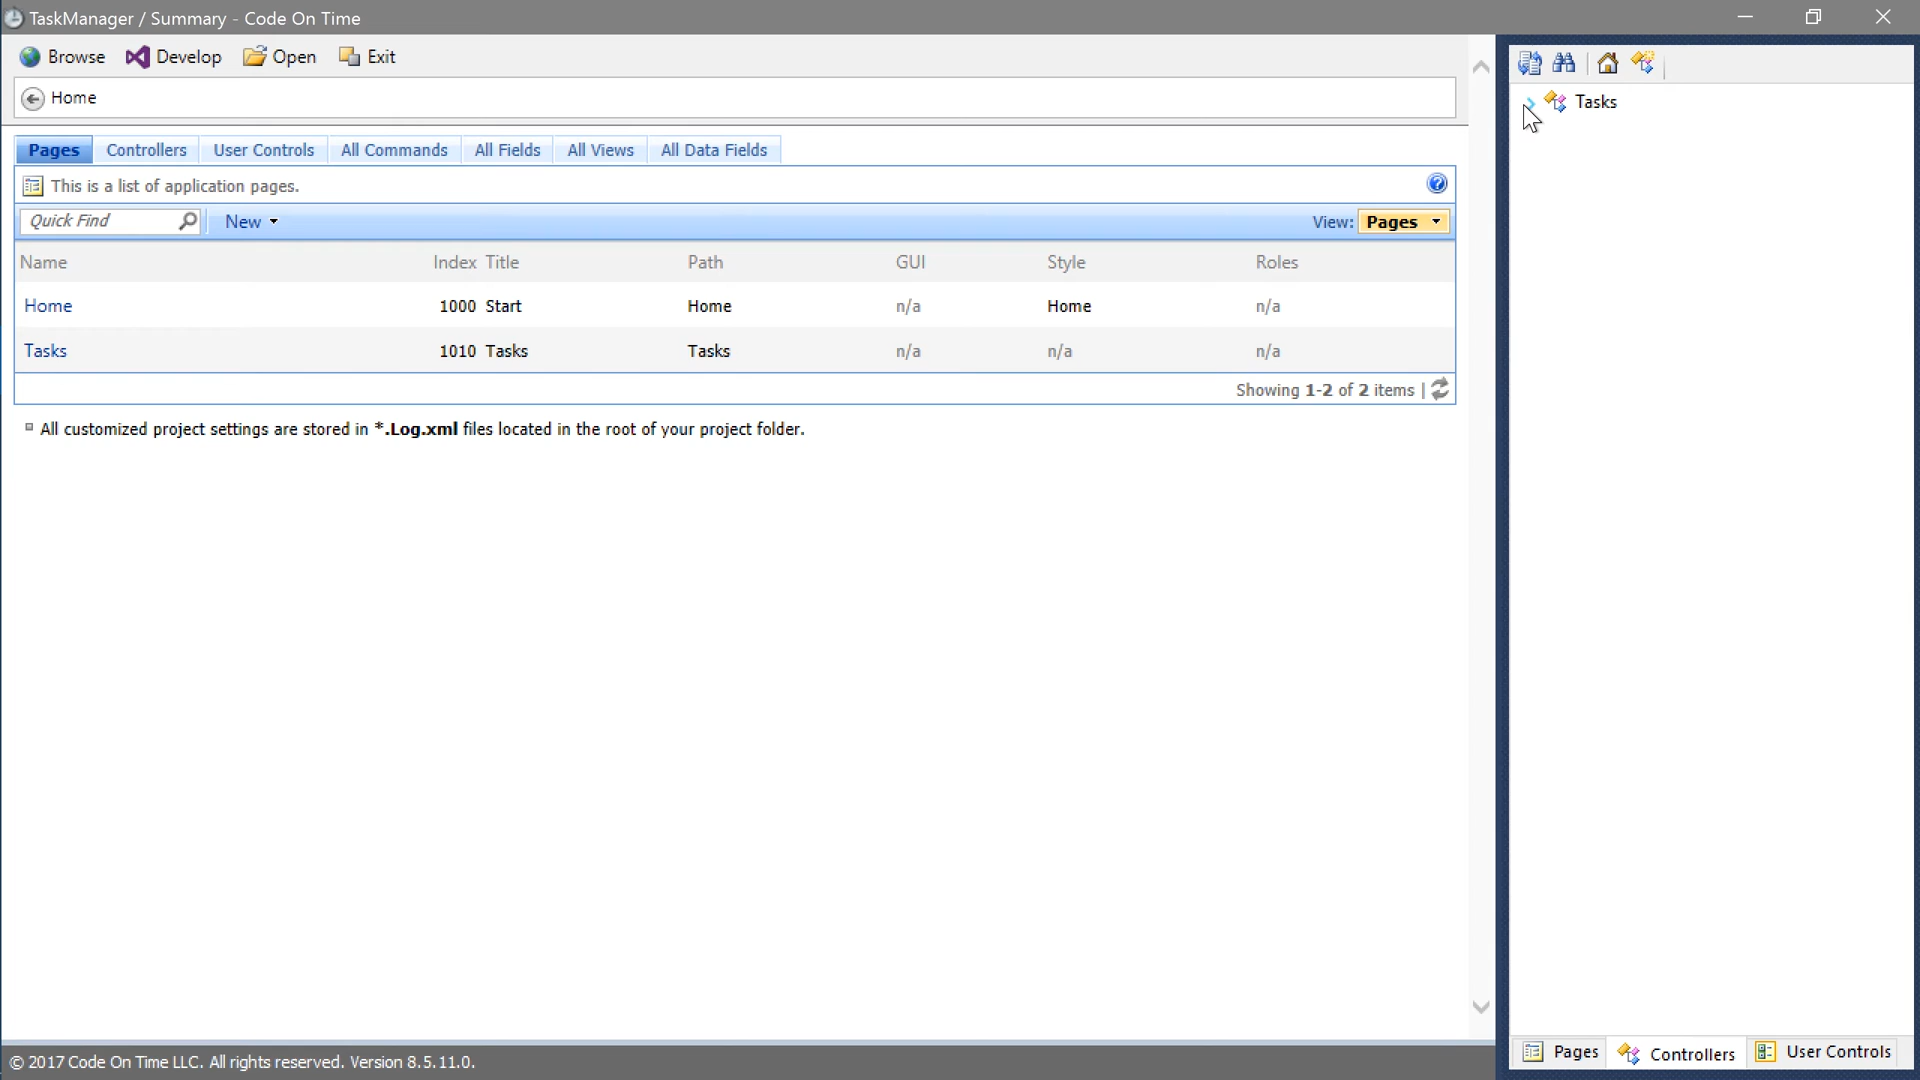 TaskManager / Summary - Code On Time
Browse Develop Open Exit
Home
Pages Controllers User Controls All Commands All Fields All Views All Data Fields
This is a list of application pages.
Quick Find New View: Pages
Name Index Title Path GUI Style Roles
Home 1000 Start Home n/a Home n/a
Tasks 1010 Tasks Tasks n/a n/a n/a
Showing 1-2 of 2 items |
All customized project settings are stored in *.Log.xml files located in the root of your project folder.
© 2017 Code On Time LLC. All rights reserved. Version 8.5.11.0.
Tasks
Pages Controllers User Controls